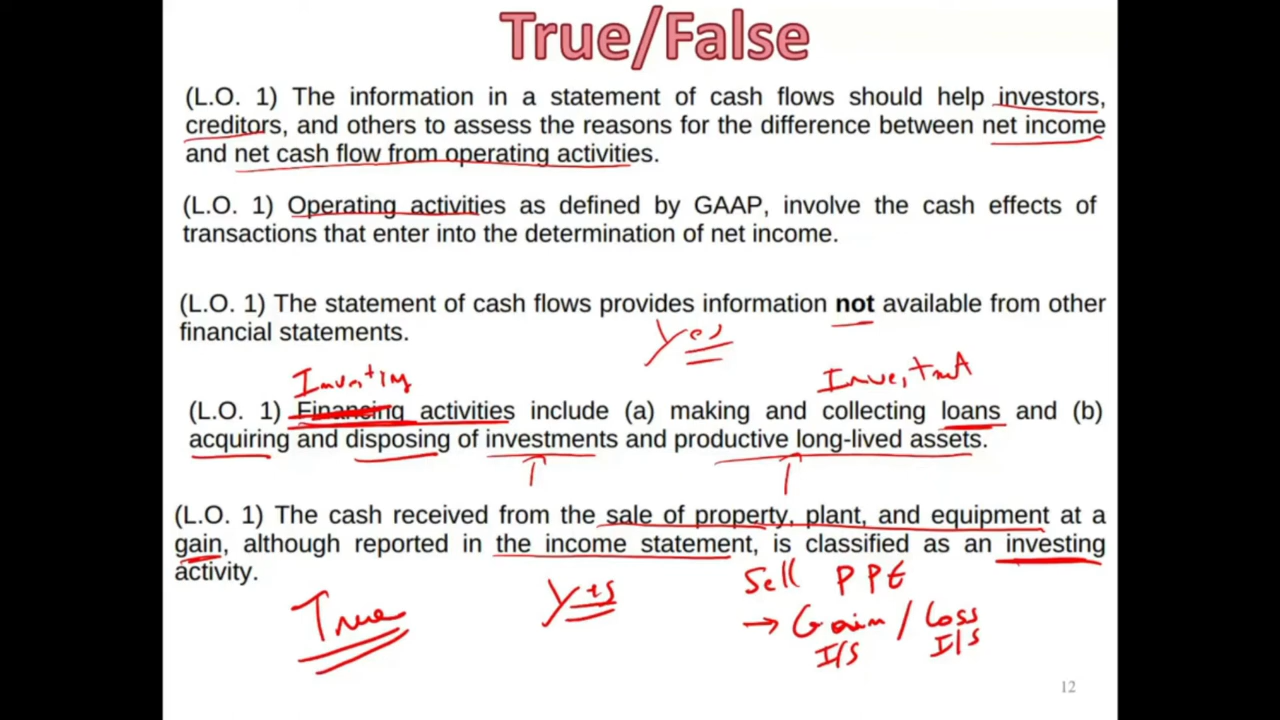 True/False
(L.O. 1) The information in a statement of cash flows should help investors,
creditors, and others to assess the reasons for the difference between net income
and net cash flow from operating activities.
(L.O. 1) Operating activities as defined by GAAP, involve the cash effects of
transactions that enter into the determination of net income.
(L.O. 1) The statement of cash flows provides information not available from other
financial statements.
Yes
Investing Investment
(L.O. 1) Financing activities include (a) making and collecting loans and (b)
acquiring and disposing of investments and productive long-lived assets.
(L.O. 1) The cash received from the sale of property, plant, and equipment at a
gain, although reported in the income statement, is classified as an investing
activity.
True Yes Sell PPE
→ Gain / Loss
I/S I/S
12